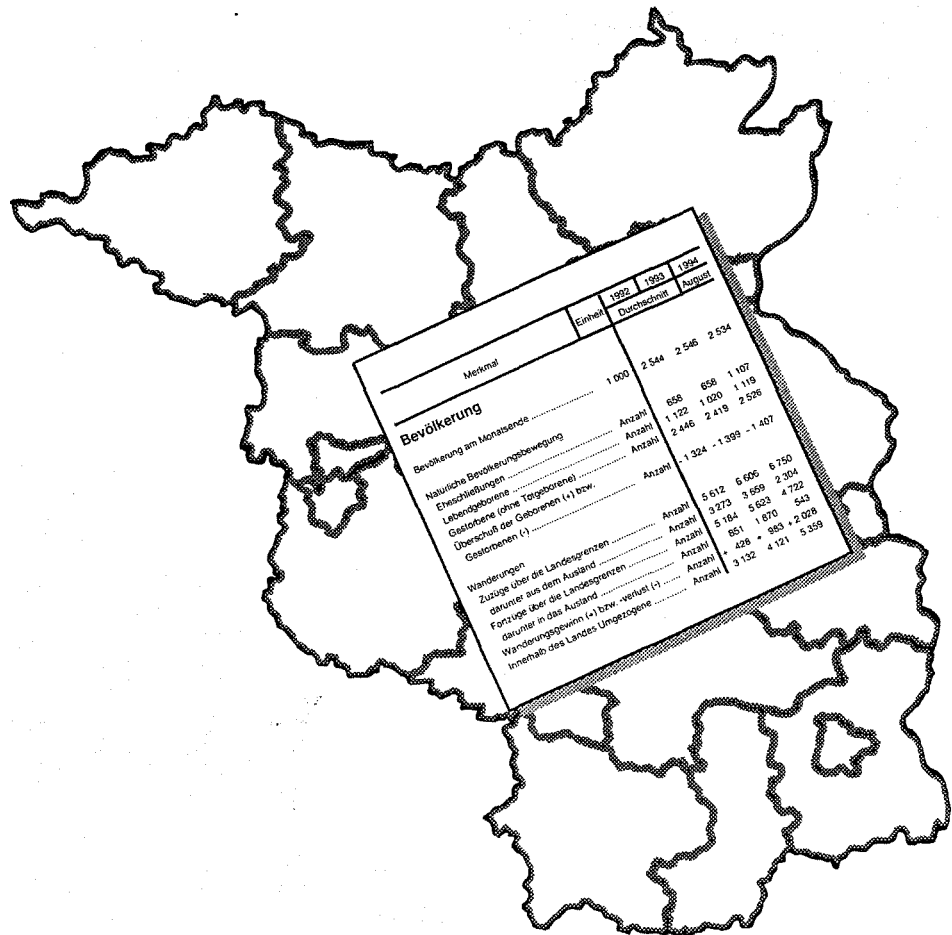 Merkmal Einheit 1992 1993 1994
Durchschnitt August
Bevölkerung
Bevölkerung am Monatsende ........ 1 000 2 544 2 546 2 534
Natürliche Bevölkerungsbewegung
Eheschließungen ........ Anzahl 658 658 1 107
Lebendgeborene ........ Anzahl 1 122 1 020 1 119
Gestorbene (ohne Totgeborene) ........ Anzahl 2 446 2 419 2 526
Überschuß der Geborenen (+) bzw.
Gestorbenen (-) ........ Anzahl - 1 324 - 1 399 - 1 407
Wanderungen
Zuzüge über die Landesgrenzen ........ Anzahl 5 612 6 606 6 750
darunter aus dem Ausland ........ Anzahl 3 273 3 659 2 304
Fortzüge über die Landesgrenzen ........ Anzahl 5 184 5 623 4 722
darunter in das Ausland ........ Anzahl 851 1 870 543
Wanderungsgewinn (+) bzw. -verlust (-) ..... Anzahl + 428 + 983 + 2 028
Innerhalb des Landes Umgezogene ........ Anzahl 3 132 4 121 5 359